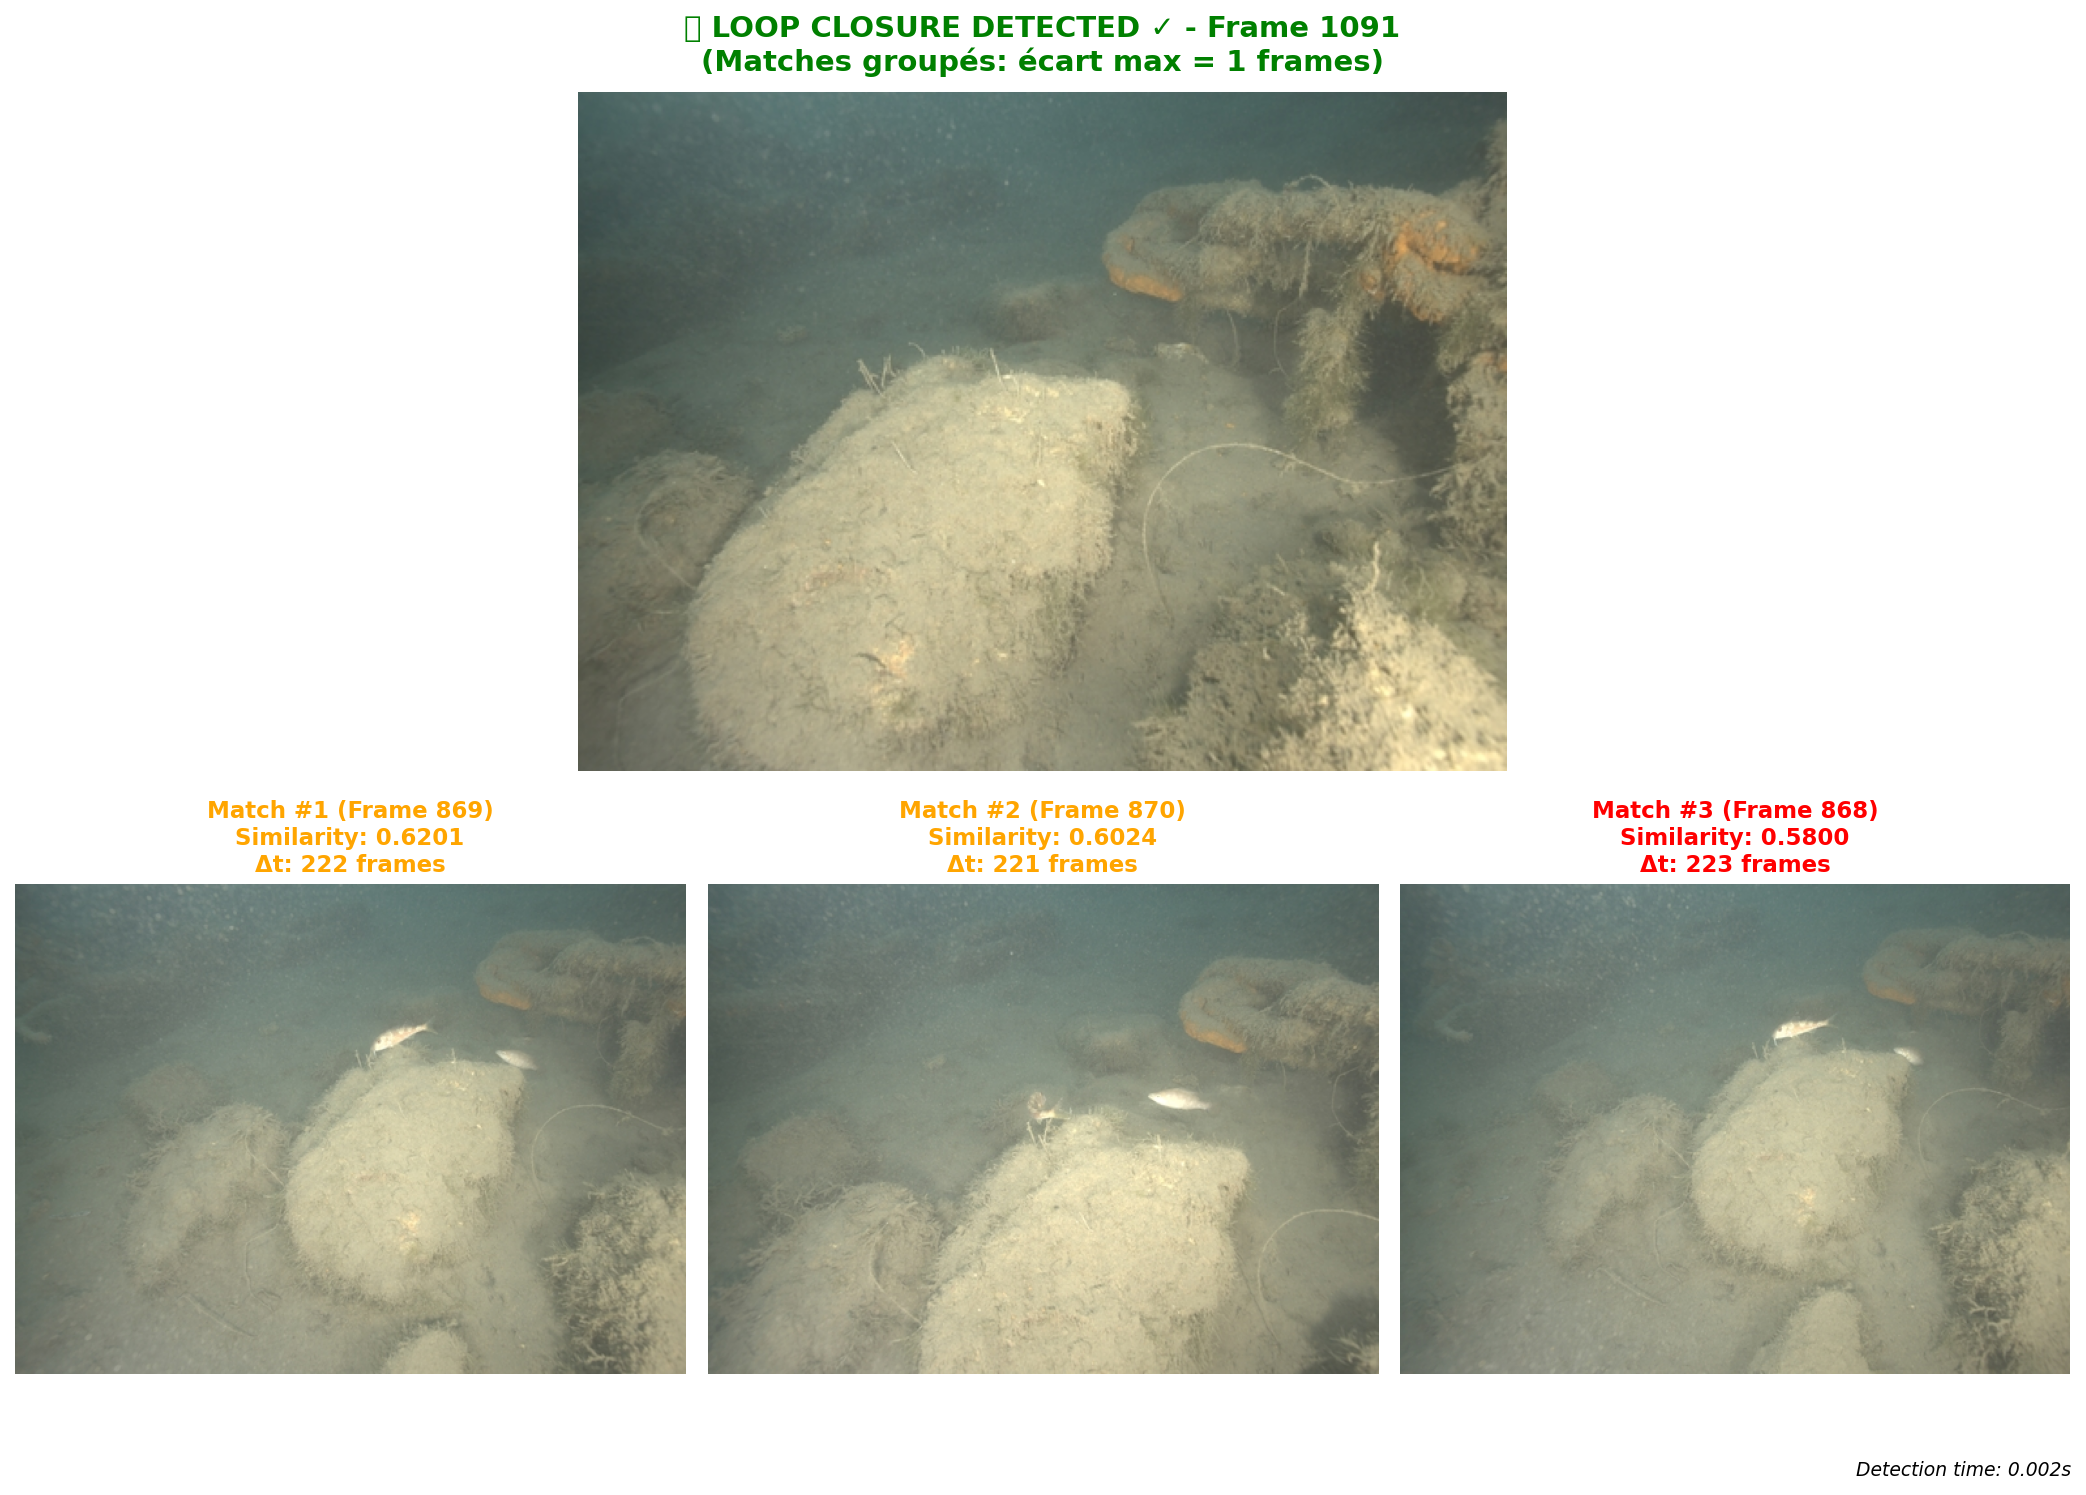 LOOP CLOSURE DETECTED ✓ - Frame 1091
(Matches groupés: écart max = 1 frames)
Match #1 (Frame 869)
Similarity: 0.6201
Δt: 222 frames
Match #2 (Frame 870)
Similarity: 0.6024
Δt: 221 frames
Match #3 (Frame 868)
Similarity: 0.5800
Δt: 223 frames
Detection time: 0.002s